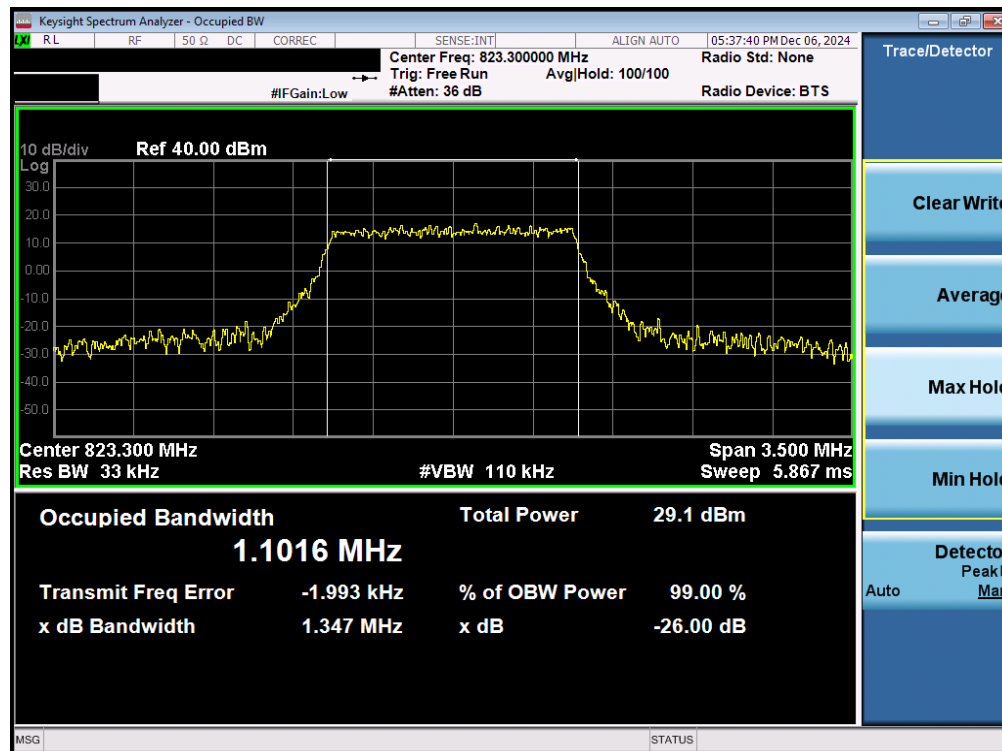 Keysight Spectrum Analyzer - Occupied BW
LXI RL RF 50 Ω DC CORREC SENSE:INT ALIGN AUTO 05:37:40 PM Dec 06, 2024
Center Freq: 823.300000 MHz Radio Std: None
Trig: Free Run Avg|Hold: 100/100
#IFGain:Low #Atten: 36 dB Radio Device: BTS
10 dB/div Ref 40.00 dBm
Log
30.0
20.0
10.0
0.00
-10.0
-20.0
-30.0
-40.0
-50.0
Center 823.300 MHz Span 3.500 MHz
Res BW 33 kHz #VBW 110 kHz Sweep 5.867 ms
Occupied Bandwidth Total Power 29.1 dBm
1.1016 MHz
Transmit Freq Error -1.993 kHz % of OBW Power 99.00 %
x dB Bandwidth 1.347 MHz x dB -26.00 dB
MSG STATUS
Trace/Detector
Clear Write
Average
Max Hold
Min Hold
Detector
Peak
Auto Man